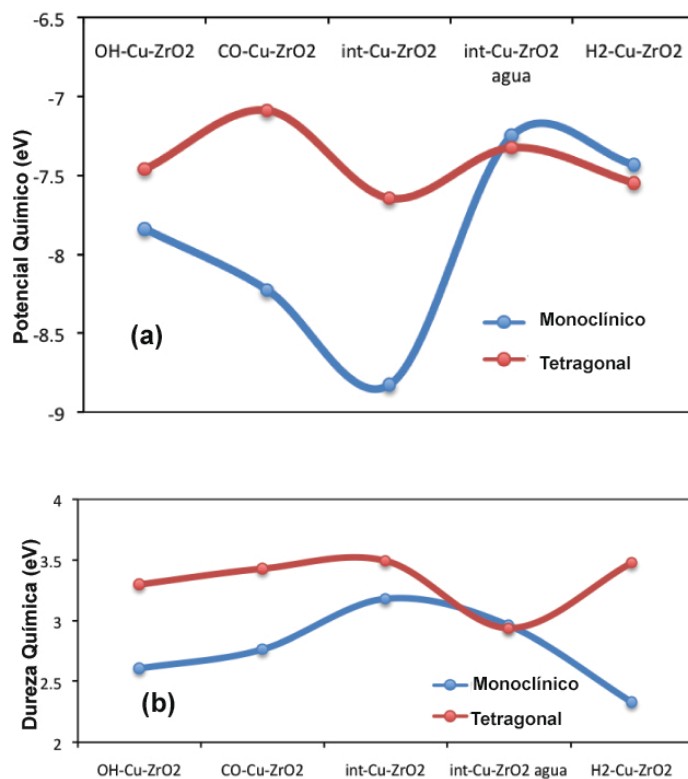 -6.5
OH-Cu-ZrO2 CO-Cu-ZrO2 int-Cu-ZrO2 int-Cu-ZrO2 agua H2-Cu-ZrO2
-7
-7.5
-8
-8.5
-9
Potencial Químico (eV)
(a)
Monoclínico
Tetragonal
4
3.5
3
2.5
2
Dureza Química (eV)
(b)
Monoclínico
Tetragonal
OH-Cu-ZrO2 CO-Cu-ZrO2 int-Cu-ZrO2 int-Cu-ZrO2 agua H2-Cu-ZrO2